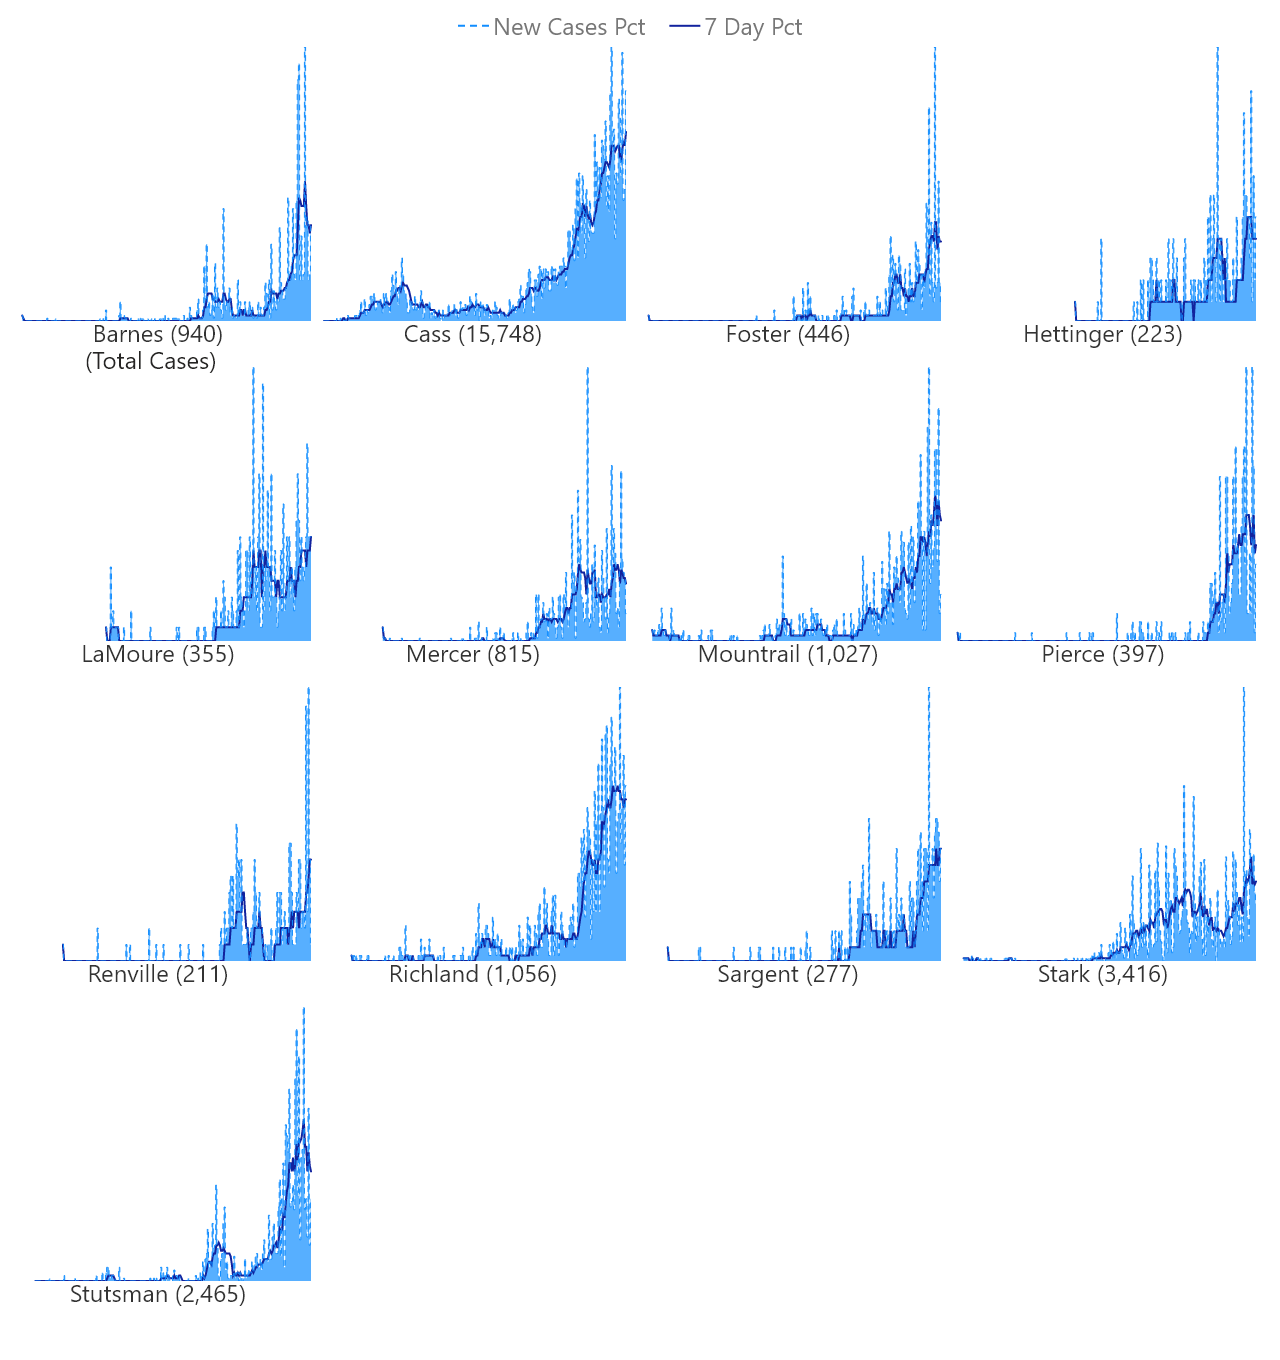 New Cases Pct 7 Day Pct
Barnes (940) Cass (15,748) Foster (446) Hettinger (223)
(Total Cases)
LaMoure (355) Mercer (815) Mountrail (1,027) Pierce (397)
Renville (211) Richland (1,056) Sargent (277) Stark (3,416)
Stutsman (2,465)